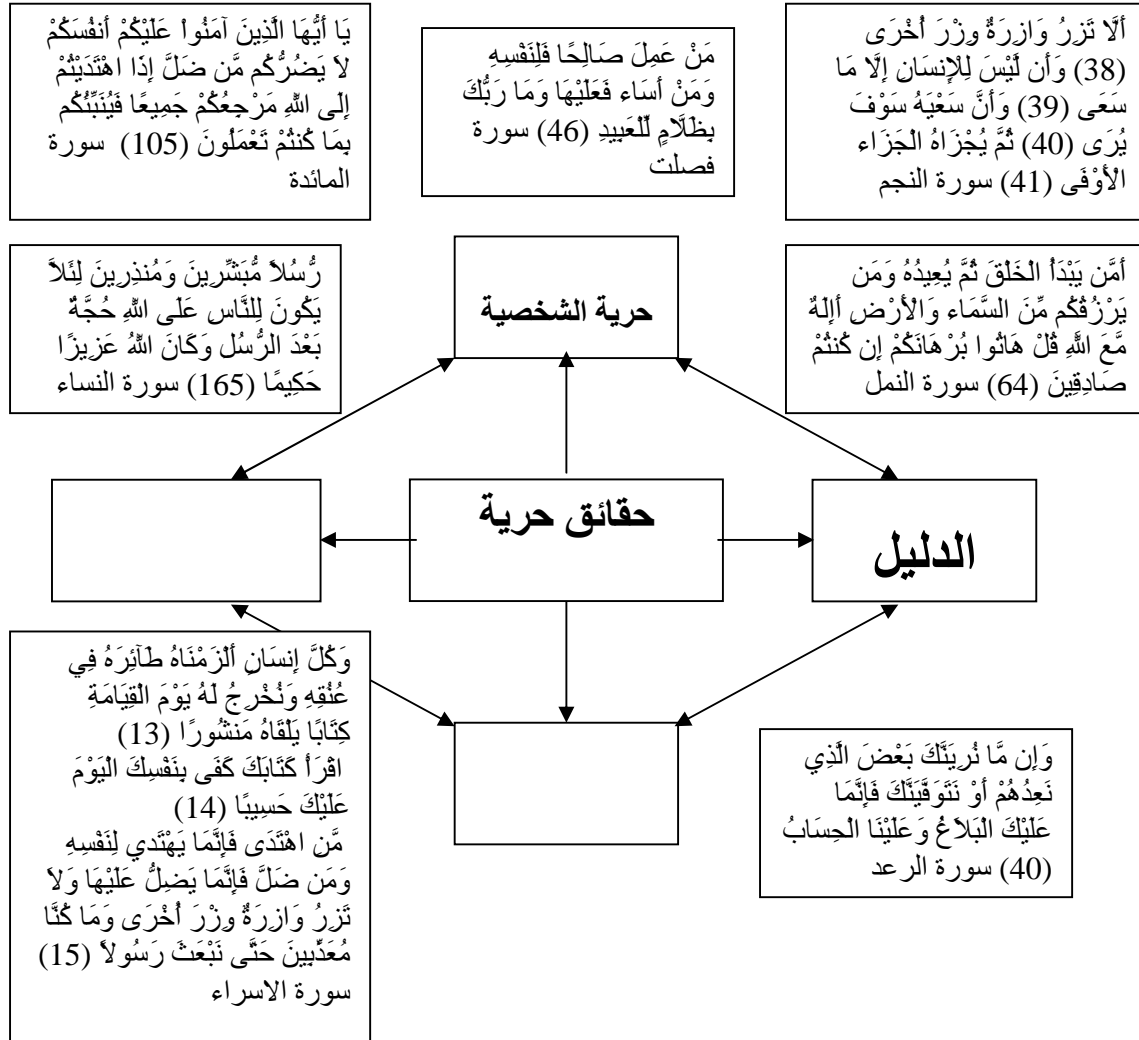 أَلَّا تَزِرُ وَازِرَةٌ وِزْرَ أُخْرَى
(38) وَأَن لَّيْسَ لِلْإِنسَانِ إِلَّا مَا
سَعَى (39) وَأَنَّ سَعْيَهُ سَوْفَ
يُرَى (40) ثُمَّ يُجْزَاهُ الْجَزَاء
الْأَوْفَى (41) سورة النجم
مَنْ عَمِلَ صَالِحًا فَلِنَفْسِهِ
وَمَنْ أَسَاء فَعَلَيْهَا وَمَا رَبُّكَ
بِظَلَّامٍ لِّلْعَبِيدِ (46) سورة
فصلت
يَا أَيُّهَا الَّذِينَ آمَنُواْ عَلَيْكُمْ أَنفُسَكُمْ
لاَ يَضُرُّكُم مَّن ضَلَّ إِذَا اهْتَدَيْتُمْ
إِلَى اللّهِ مَرْجِعُكُمْ جَمِيعًا فَيُنَبِّئُكُم
بِمَا كُنتُمْ تَعْمَلُونَ (105) سورة
المائدة
أَمَّن يَبْدَأُ الْخَلْقَ ثُمَّ يُعِيدُهُ وَمَن
يَرْزُقُكُم مِّنَ السَّمَاء وَالْأَرْضِ أَإِلَهٌ
مَّعَ اللَّهِ قُلْ هَاتُوا بُرْهَانَكُمْ إِن كُنتُمْ
صَادِقِينَ (64) سورة النمل
حرية الشخصية
رُّسُلاً مُّبَشِّرِينَ وَمُنذِرِينَ لِئَلاَّ
يَكُونَ لِلنَّاسِ عَلَى اللّهِ حُجَّةٌ
بَعْدَ الرُّسُلِ وَكَانَ اللّهُ عَزِيزًا
حَكِيمًا (165) سورة النساء
الدليل
حقائق حرية
وَإِن مَّا نُرِيَنَّكَ بَعْضَ الَّذِي
نَعِدُهُمْ أَوْ نَتَوَفَّيَنَّكَ فَإِنَّمَا
عَلَيْكَ الْبَلاَغُ وَعَلَيْنَا الْحِسَابُ
(40) سورة الرعد
وَكُلَّ إِنسَانٍ أَلْزَمْنَاهُ طَآئِرَهُ فِي
عُنُقِهِ وَنُخْرِجُ لَهُ يَوْمَ الْقِيَامَةِ
كِتَابًا يَلْقَاهُ مَنشُورًا (13)
اقْرَأْ كَتَابَكَ كَفَى بِنَفْسِكَ الْيَوْمَ
عَلَيْكَ حَسِيبًا (14)
مَّنِ اهْتَدَى فَإِنَّمَا يَهْتَدي لِنَفْسِهِ
وَمَن ضَلَّ فَإِنَّمَا يَضِلُّ عَلَيْهَا وَلاَ
تَزِرُ وَازِرَةٌ وِزْرَ أُخْرَى وَمَا كُنَّا
مُعَذِّبِينَ حَتَّى نَبْعَثَ رَسُولاً (15)
سورة الاسراء